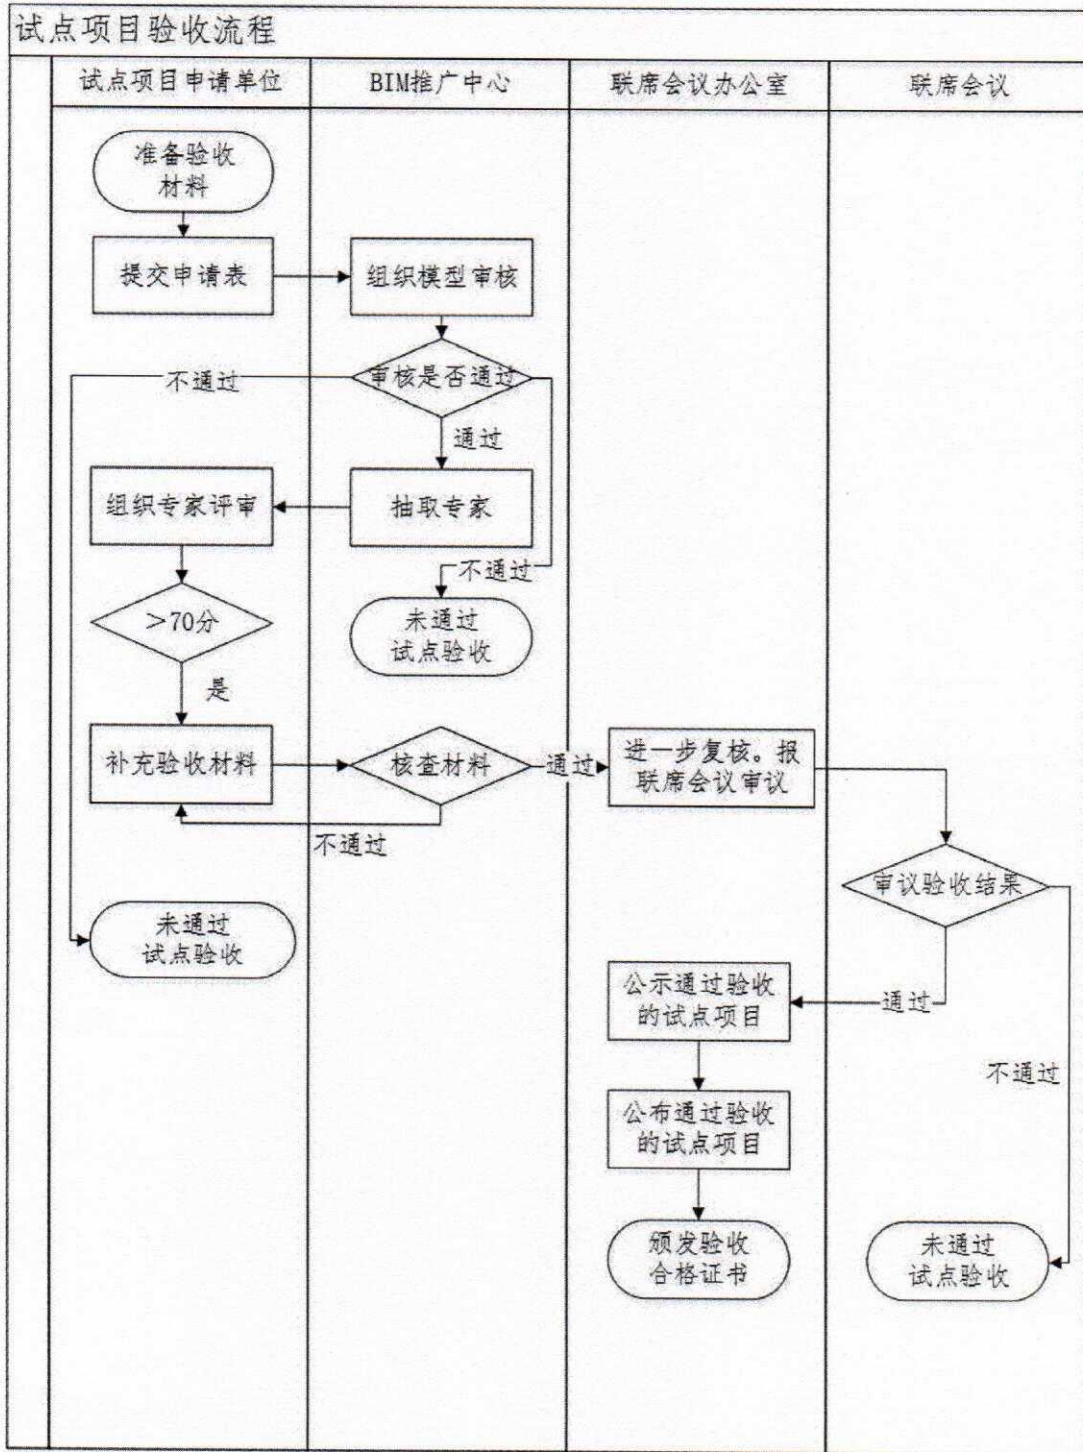 试点项目验收流程
试点项目申请单位
BIM推广中心
联席会议办公室
联席会议
准备验收
材料
提交申请表
组织模型审核
不通过
审核是否通过
通过
组织专家评审
抽取专家
不通过
>70分
未通过
试点验收
是
补充验收材料
核查材料
通过
进一步复核。报
联席会议审议
不通过
审议验收结果
未通过
试点验收
公示通过验收
的试点项目
通过
不通过
公布通过验收
的试点项目
颁发验收
合格证书
未通过
试点验收